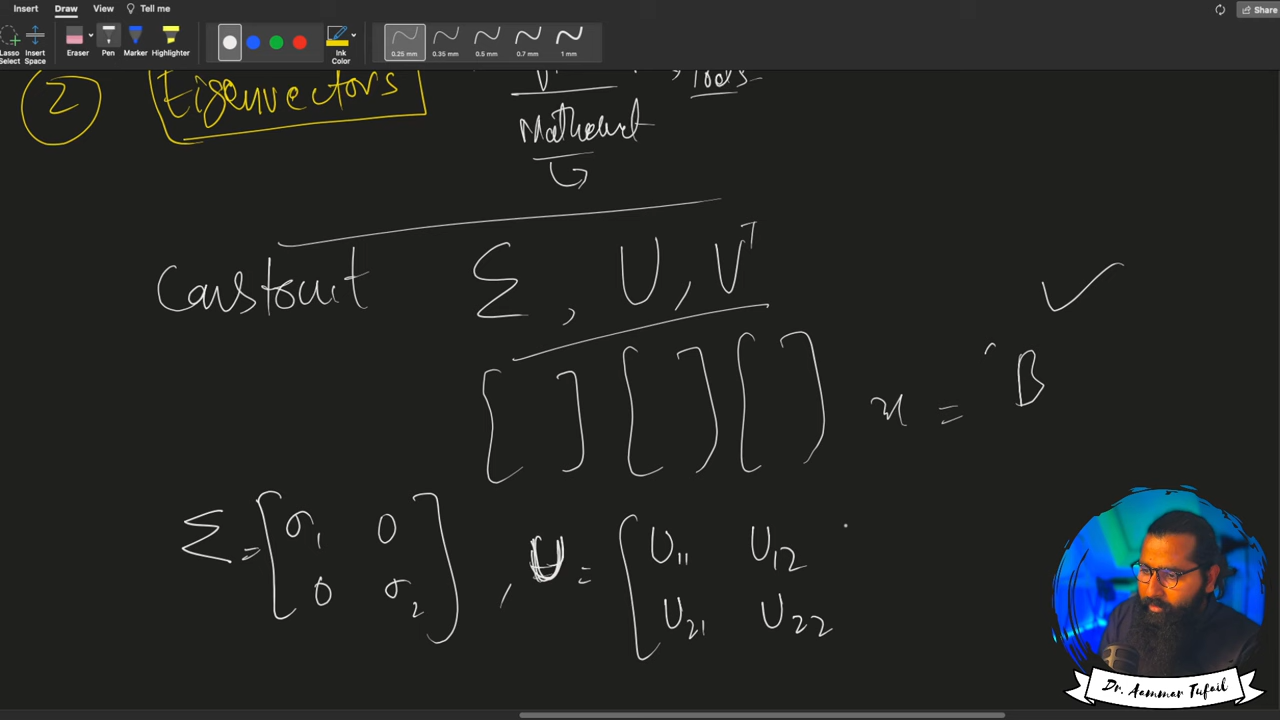 Insert Draw View Tell me Share
Lasso Select Insert Space Eraser Pen Marker Highlighter Ink Color 0.25 mm 0.35 mm 0.5 mm 0.7 mm 1 mm
2 Eigenvectors
Construct Σ , U , Vᵀ
[ ] [ ] [ ] x = B
Σ = [ σ₁ 0 , U = [ U₁₁ U₁₂
0 σ₂ ] U₂₁ U₂₂
Dr. Aammar Tufail